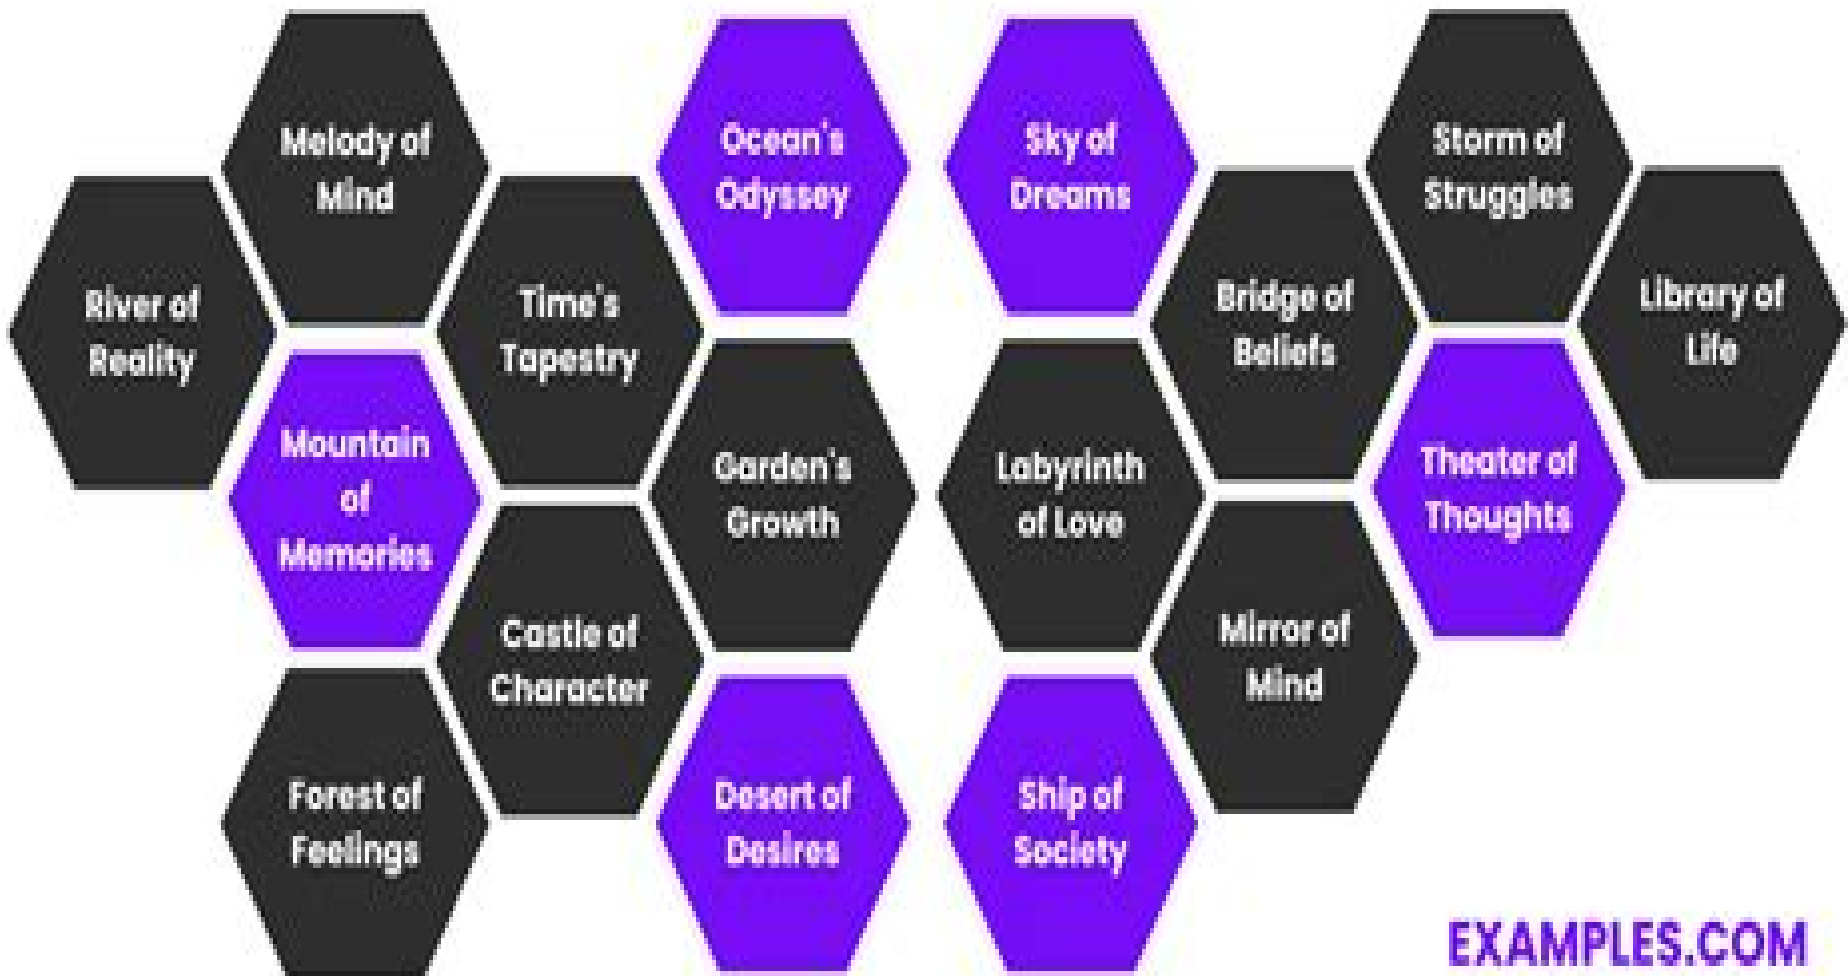 Melody of
Mind
Ocean's
Odyssey
Sky of
Dreams
Storm of
Struggles
River of
Reality
Time's
Tapestry
Bridge of
Beliefs
Library of
Life
Mountain
of
Memories
Garden's
Growth
Labyrinth
of Love
Theater of
Thoughts
Castle of
Character
Mirror of
Mind
Forest of
Feelings
Desert of
Desires
Ship of
Society
EXAMPLES.COM